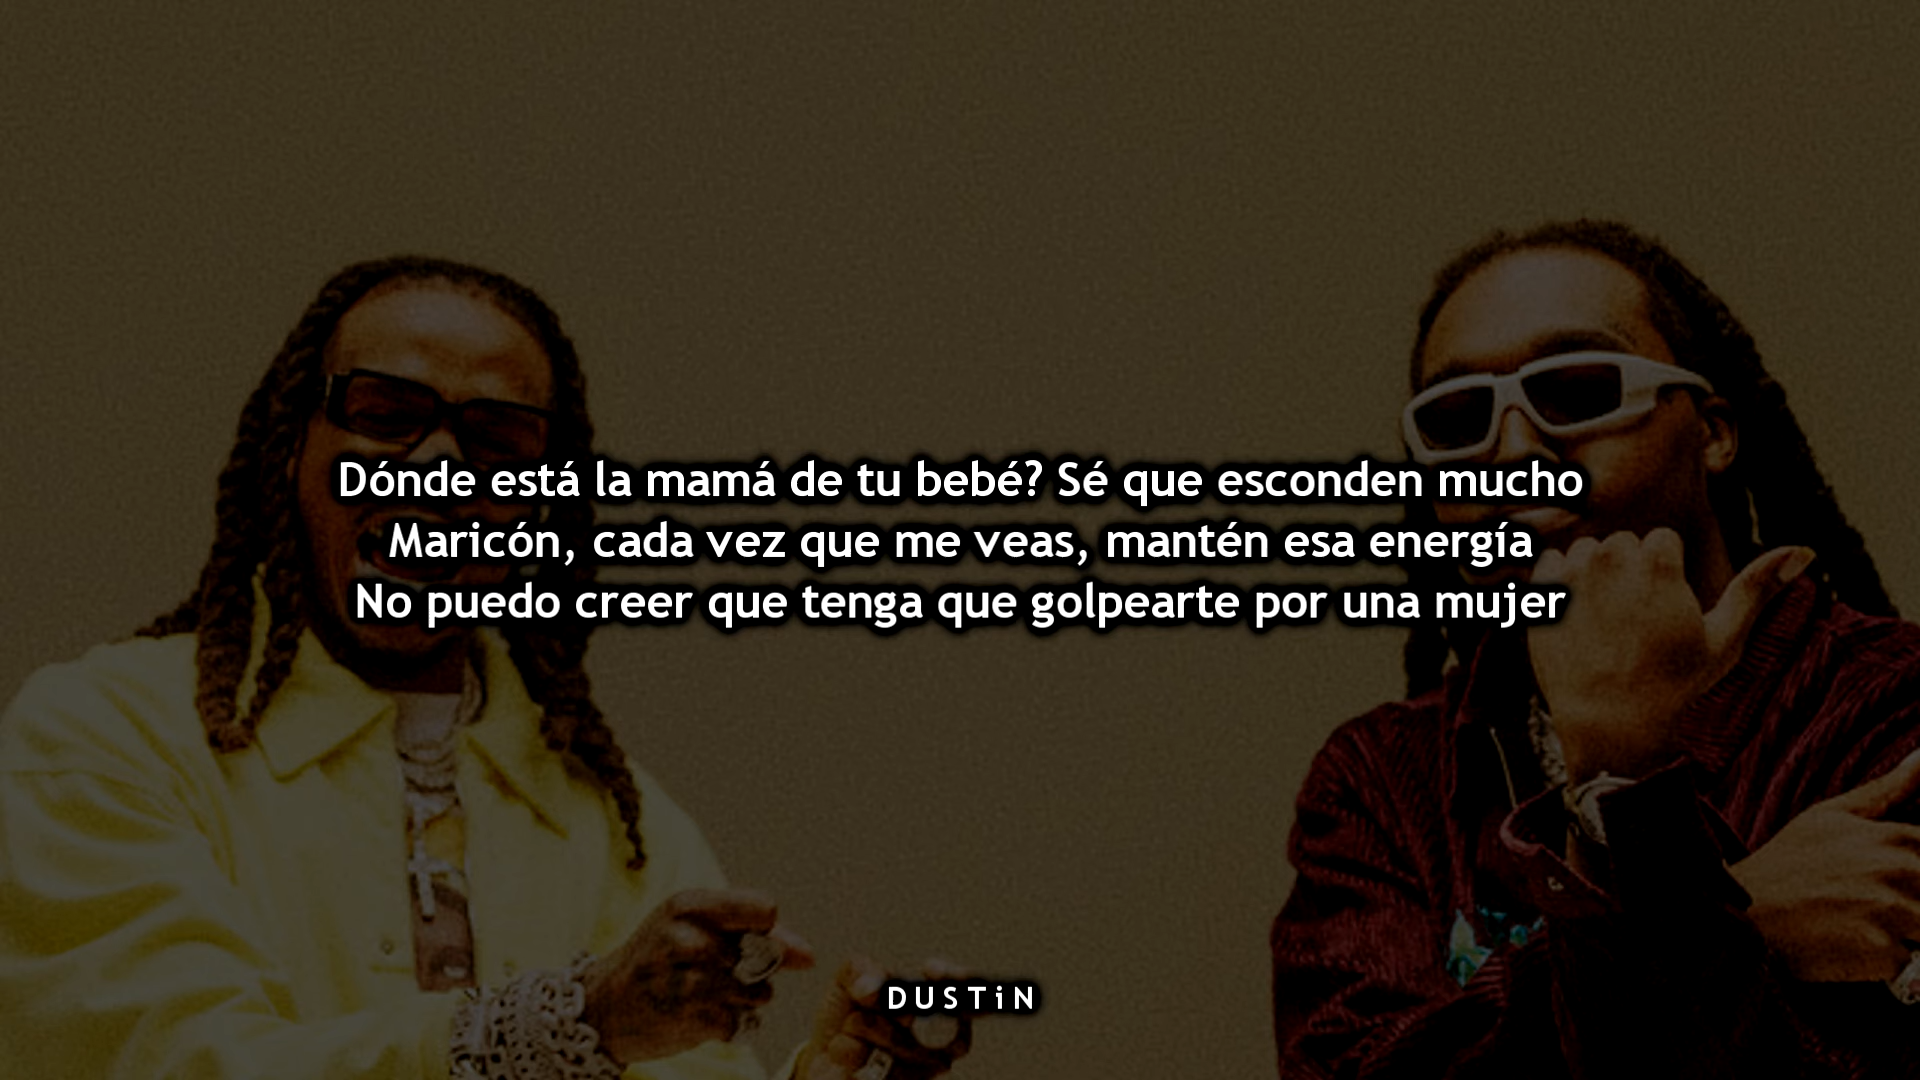 Dónde está la mamá de tu bebé? Sé que esconden mucho
Maricón, cada vez que me veas, mantén esa energía
No puedo creer que tenga que golpearte por una mujer
DUSTiN